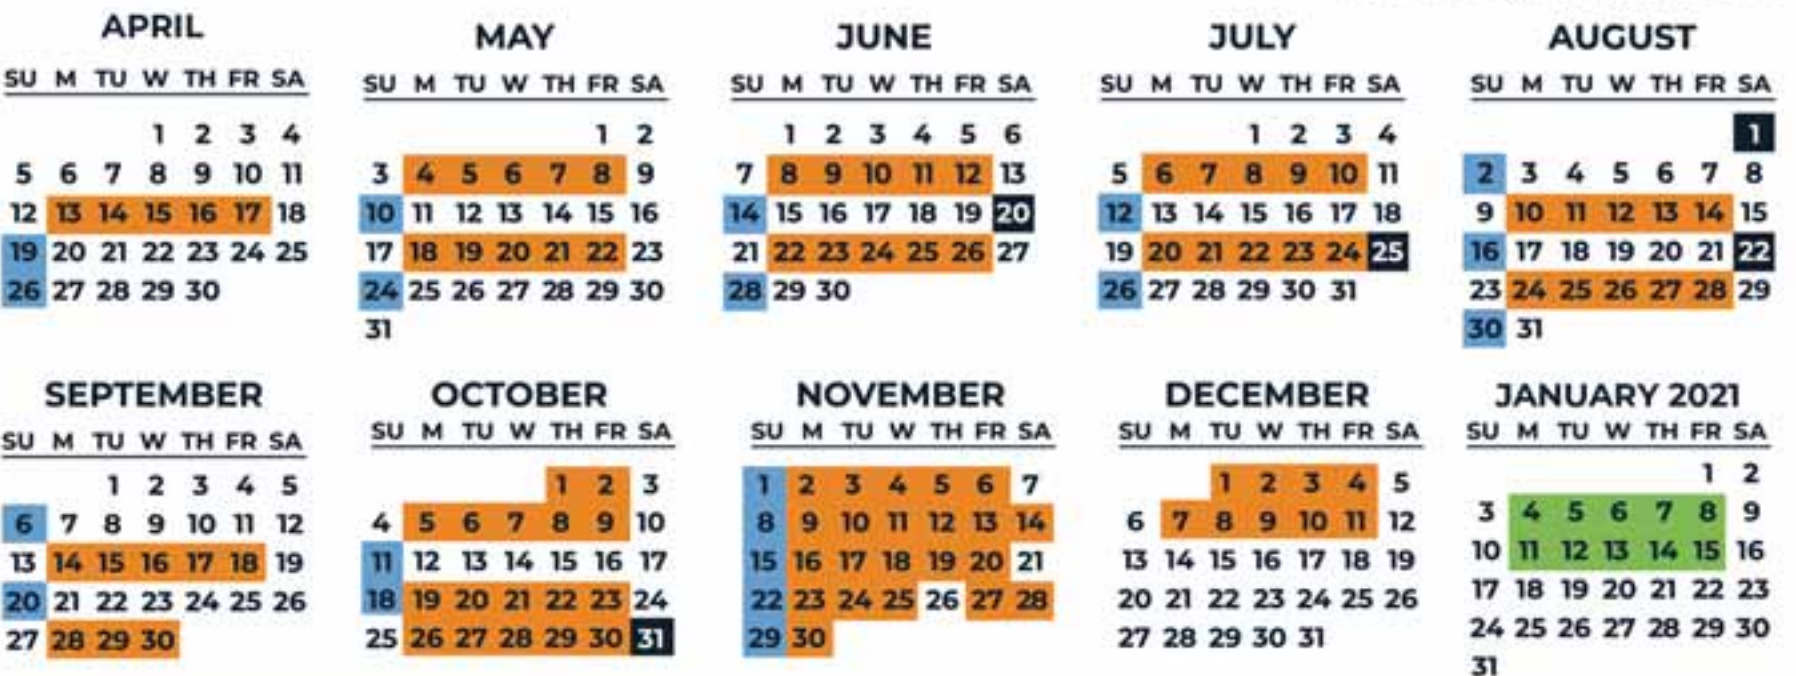 APRIL
SU M TU W TH FR SA
1 2 3 4
5 6 7 8 9 10 11
12 13 14 15 16 17 18
19 20 21 22 23 24 25
26 27 28 29 30
MAY
SU M TU W TH FR SA
1 2
3 4 5 6 7 8 9
10 11 12 13 14 15 16
17 18 19 20 21 22 23
24 25 26 27 28 29 30
31
JUNE
SU M TU W TH FR SA
1 2 3 4 5 6
7 8 9 10 11 12 13
14 15 16 17 18 19 20
21 22 23 24 25 26 27
28 29 30
JULY
SU M TU W TH FR SA
1 2 3 4
5 6 7 8 9 10 11
12 13 14 15 16 17 18
19 20 21 22 23 24 25
26 27 28 29 30 31
AUGUST
SU M TU W TH FR SA
1
2 3 4 5 6 7 8
9 10 11 12 13 14 15
16 17 18 19 20 21 22
23 24 25 26 27 28 29
30 31
SEPTEMBER
SU M TU W TH FR SA
1 2 3 4 5
6 7 8 9 10 11 12
13 14 15 16 17 18 19
20 21 22 23 24 25 26
27 28 29 30
OCTOBER
SU M TU W TH FR SA
1 2 3
4 5 6 7 8 9 10
11 12 13 14 15 16 17
18 19 20 21 22 23 24
25 26 27 28 29 30 31
NOVEMBER
SU M TU W TH FR SA
1 2 3 4 5 6 7
8 9 10 11 12 13 14
15 16 17 18 19 20 21
22 23 24 25 26 27 28
29 30
DECEMBER
SU M TU W TH FR SA
1 2 3 4 5
6 7 8 9 10 11 12
13 14 15 16 17 18 19
20 21 22 23 24 25 26
27 28 29 30 31
JANUARY 2021
SU M TU W TH FR SA
1 2
3 4 5 6 7 8 9
10 11 12 13 14 15 16
17 18 19 20 21 22 23
24 25 26 27 28 29 30
31